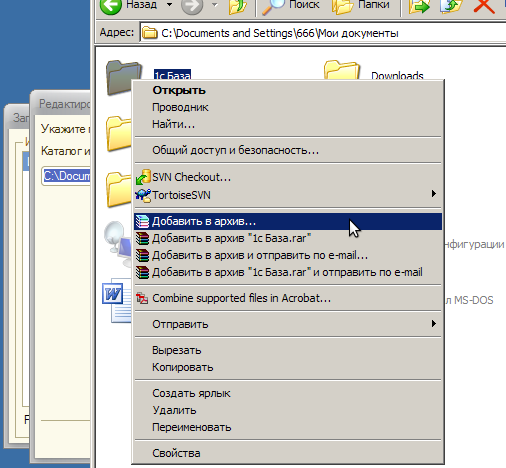 Назад
Поиск
Папки
Адрес: C:\Documents and Settings\666\Мои документы
1с База
Downloads
Редактиро
Укажите
Каталог и
C:\Docum
Открыть
Проводник
Найти...
Общий доступ и безопасность...
SVN Checkout...
TortoiseSVN
Добавить в архив...
Добавить в архив "1с База.rar"
Добавить в архив и отправить по e-mail...
Добавить в архив "1с База.rar" и отправить по e-mail
Combine supported files in Acrobat...
Отправить
Вырезать
Копировать
Создать ярлык
Удалить
Переименовать
Свойства
нфигурации
л MS-DOS